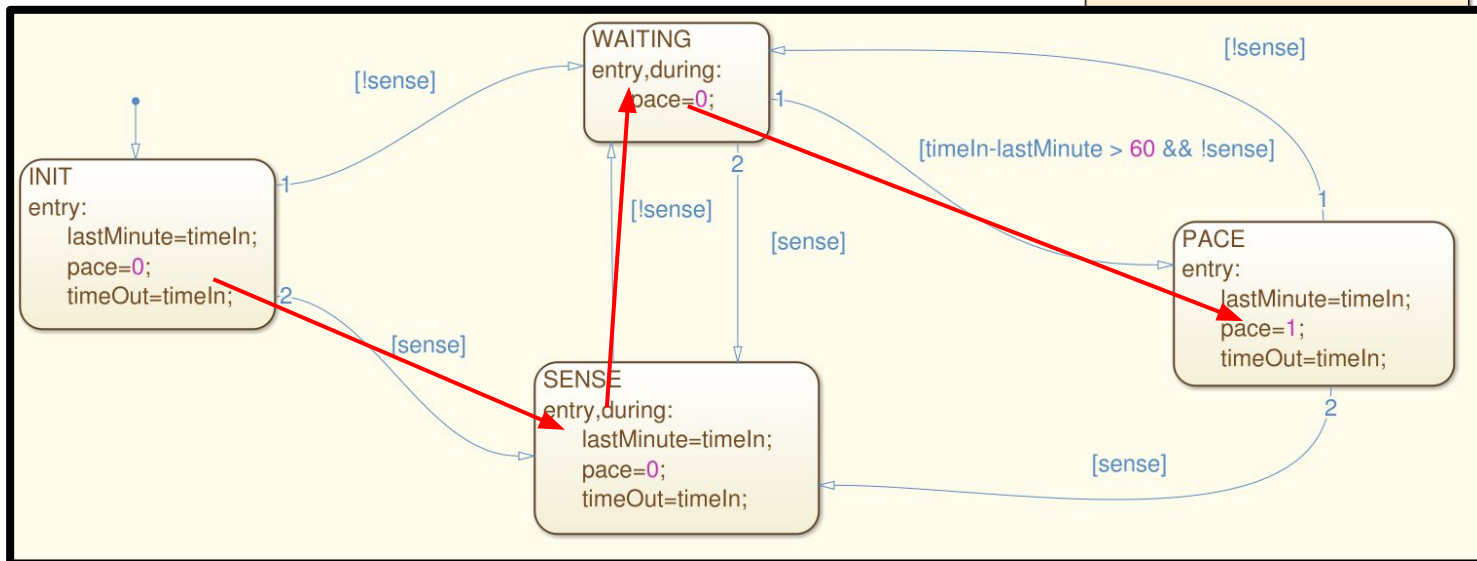 WAITING
entry,during:
pace=0;
[!sense]
[!sense]
1
[timeIn-lastMinute > 60 && !sense]
2
INIT
entry:
lastMinute=timeIn;
pace=0;
timeOut=timeIn;
1
2
[!sense]
[sense]
1
PACE
entry:
lastMinute=timeIn;
pace=1;
timeOut=timeIn;
2
[sense]
SENSE
entry,during:
lastMinute=timeIn;
pace=0;
timeOut=timeIn;
[sense]